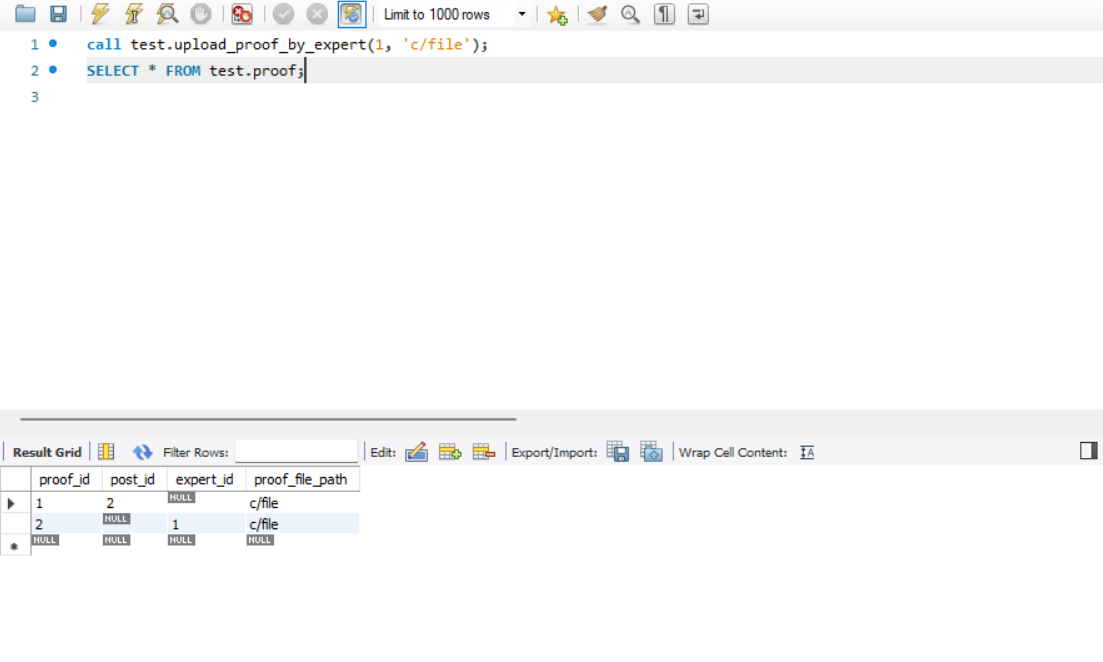 Limit to 1000 rows
1 call test.upload_proof_by_expert(1, 'c/file');
2 SELECT * FROM test.proof;
3
Result Grid Filter Rows: Edit: Export/Import: Wrap Cell Content: IA
proof_id post_id expert_id proof_file_path
1 2 NULL c/file
2 NULL 1 c/file
NULL NULL NULL NULL